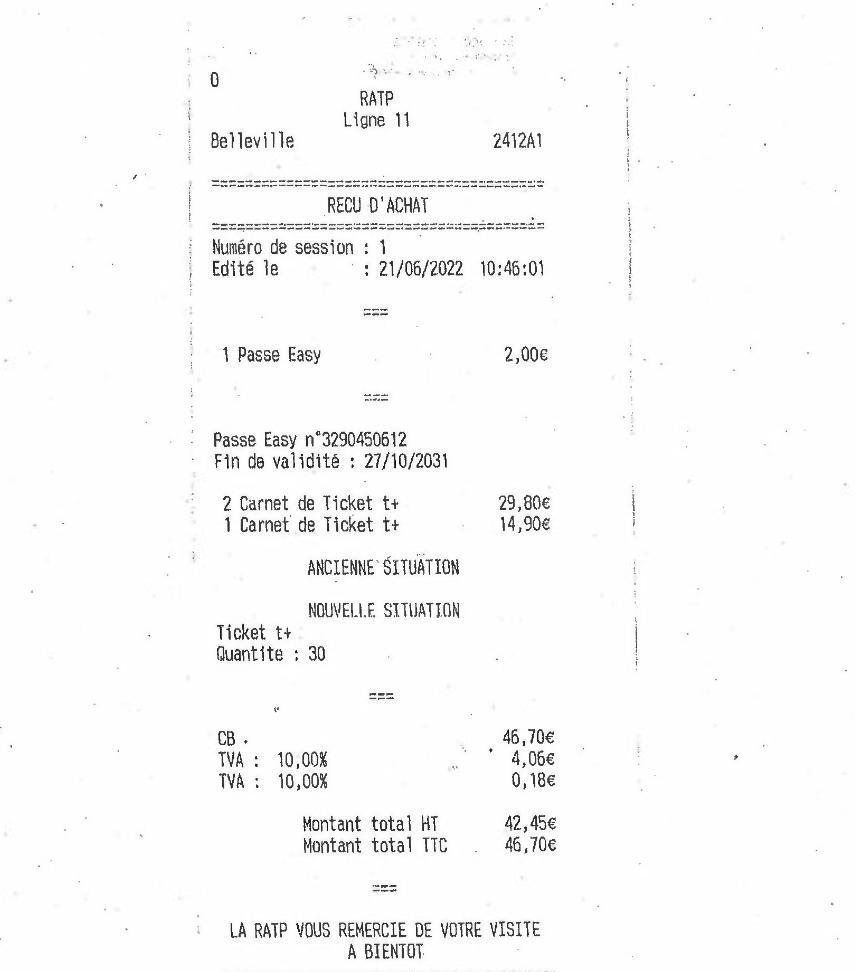 0
RATP
Ligne 11
Belleville 2412A1
========================================
RECU D'ACHAT
========================================
Numéro de session : 1
Edité le : 21/06/2022 10:46:01
===
1 Passe Easy 2,00€
===
Passe Easy n°3290450612
Fin de validité : 27/10/2031
2 Carnet de Ticket t+ 29,80€
1 Carnet de Ticket t+ 14,90€
ANCIENNE SITUATION
NOUVELLE SITUATION
Ticket t+
Quantite : 30
===
CB . 46,70€
TVA : 10,00% 4,06€
TVA : 10,00% 0,18€
Montant total HT 42,45€
Montant total TTC 46,70€
===
LA RATP VOUS REMERCIE DE VOTRE VISITE
A BIENTOT